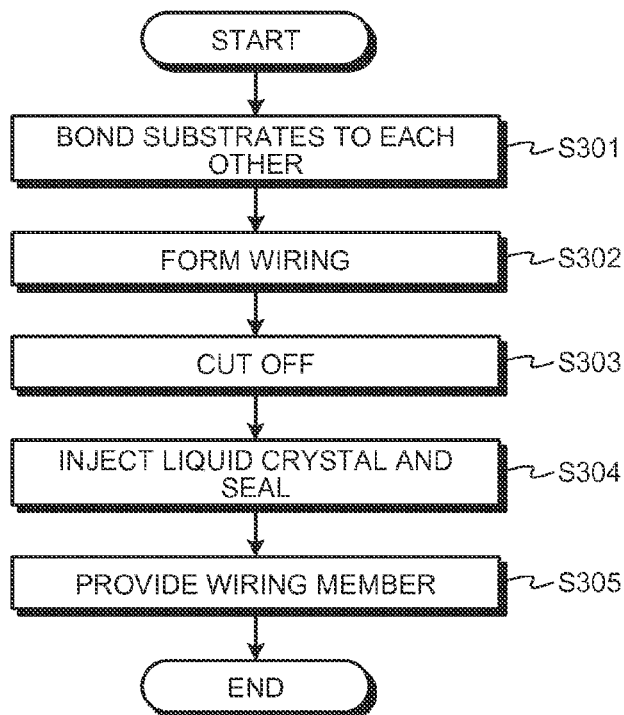 START
BOND SUBSTRATES TO EACH
OTHER
S301
FORM WIRING
S302
CUT OFF
S303
INJECT LIQUID CRYSTAL AND
SEAL
S304
PROVIDE WIRING MEMBER
S305
END